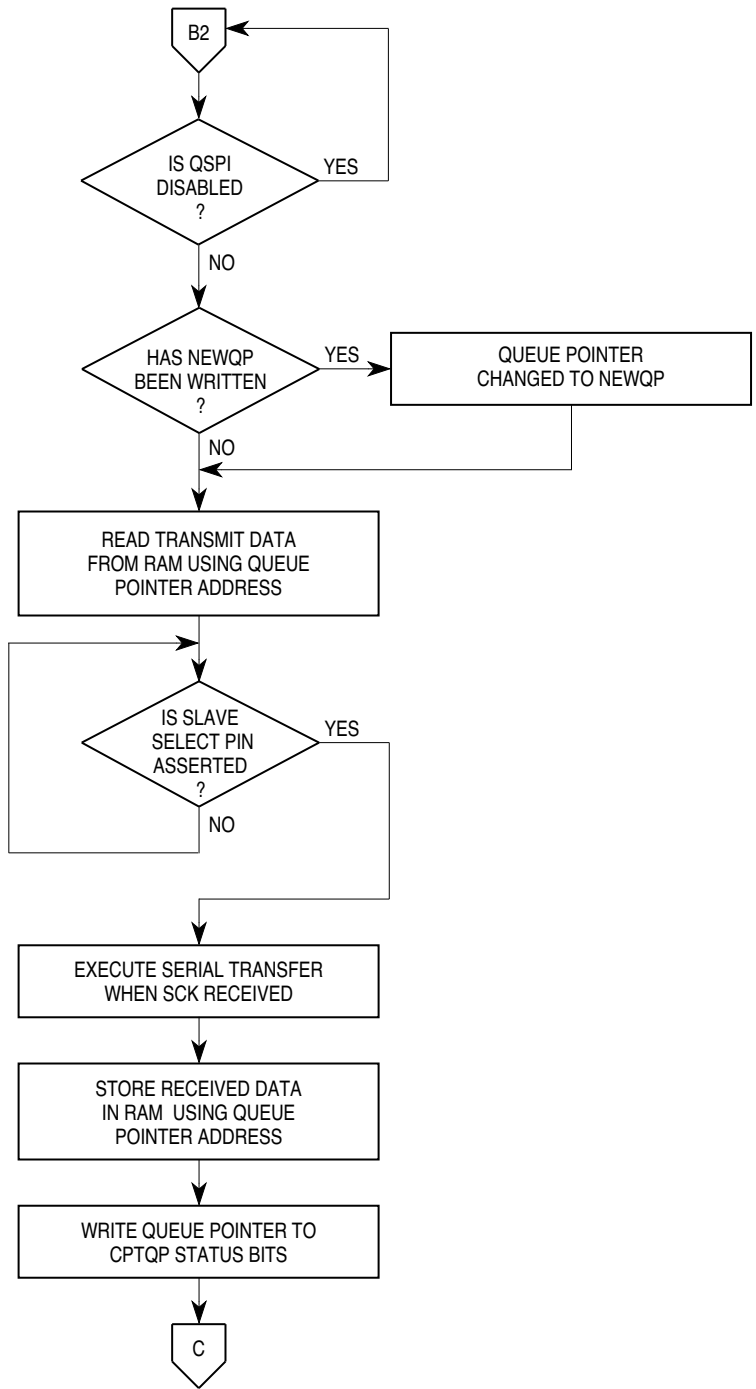 B2
IS QSPI
DISABLED
?
YES
NO
HAS NEWQP
BEEN WRITTEN
?
YES
QUEUE POINTER
CHANGED TO NEWQP
NO
READ TRANSMIT DATA
FROM RAM USING QUEUE
POINTER ADDRESS
IS SLAVE
SELECT PIN
ASSERTED
?
YES
NO
EXECUTE SERIAL TRANSFER
WHEN SCK RECEIVED
STORE RECEIVED DATA
IN RAM  USING QUEUE
POINTER ADDRESS
WRITE QUEUE POINTER TO
CPTQP STATUS BITS
C